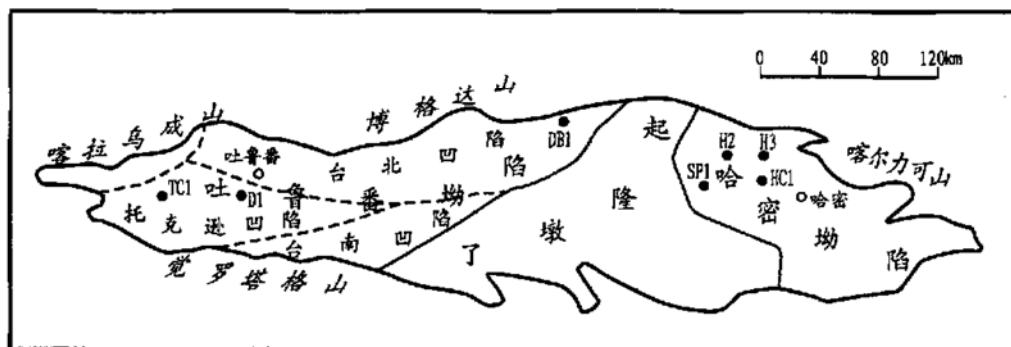 0 40 80 120km
喀拉乌成山
博格达山
喀尔力可山
觉罗塔格山
吐鲁番
台北凹陷
DB1
TC1
D1
托克逊凹陷
吐鲁番坳陷
台南凹陷
了墩隆起
H2
H3
SP1
HC1
哈密
哈密坳陷